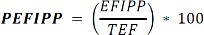 PEFIPP = (EFIPP/TEF) * 100